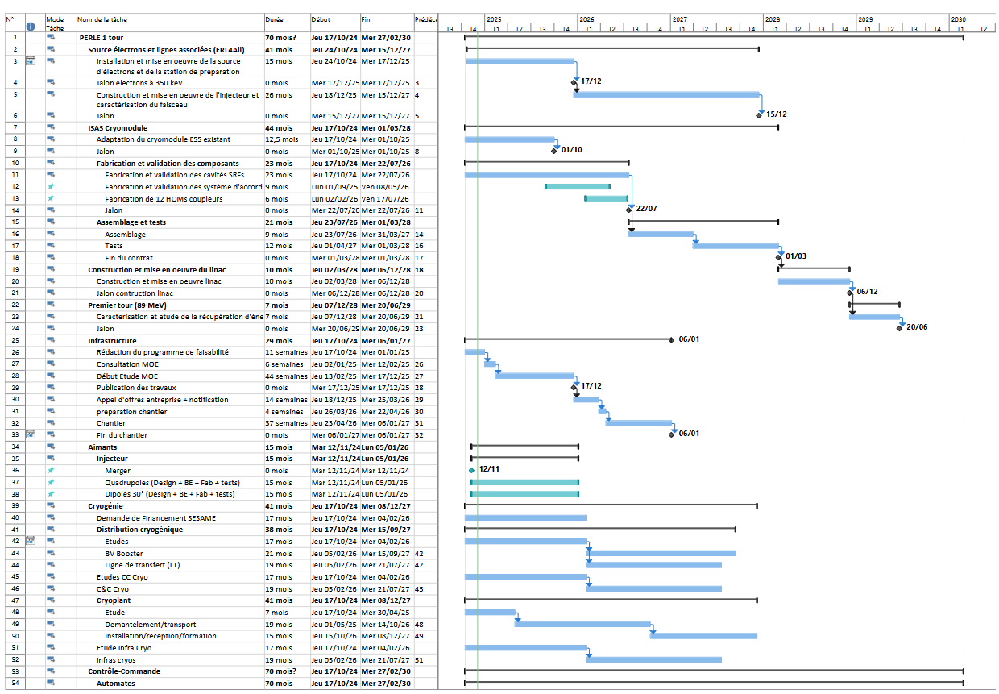 N° Mode Tâche Nom de la tâche Durée Début Fin Prédéce 2025 2026 2027 2028 2029 2030
T3 T4 T1 T2 T3 T4 T1 T2 T3 T4 T1 T2 T3 T4 T1 T2 T3 T4 T1 T2 T3 T4 T1 T2
1 PERLE 1 tour 70 mois? Jeu 17/10/24 Mer 27/02/30
2 Source électrons et lignes associées (ERL4All) 41 mois Jeu 24/10/24 Mer 15/12/27
3 Installation et mise en oeuvre de la source 15 mois Jeu 24/10/24 Mer 17/12/25
d'électrons et de la station de préparation
4 Jalon electrons à 350 keV 0 mois Mer 17/12/25 Mer 17/12/25 3 17/12
5 Construction et mise en oeuvre de l'injecteur et 26 mois Jeu 18/12/25 Mer 15/12/27 4
caractérisation du faisceau
6 Jalon 0 mois Mer 15/12/27 Mer 15/12/27 5 15/12
7 ISAS Cryomodule 44 mois Jeu 17/10/24 Mer 01/03/28
8 Adaptation du cryomodule ESS existant 12,5 mois Jeu 17/10/24 Mer 01/10/25
9 Jalon 0 mois Mer 01/10/25 Mer 01/10/25 8 01/10
10 Fabrication et validation des composants 23 mois Jeu 17/10/24 Mer 22/07/26
11 Fabrication et validation des cavités SRFs 23 mois Jeu 17/10/24 Mer 22/07/26
12 Fabrication et validation des système d'accord 9 mois Lun 01/09/25 Ven 08/05/26
13 Fabrication de 12 HOMs coupleurs 6 mois Lun 02/02/26 Ven 17/07/26
14 Jalon 0 mois Mer 22/07/26 Mer 22/07/26 11 22/07
15 Assemblage et tests 21 mois Jeu 23/07/26 Mer 01/03/28
16 Assemblage 9 mois Jeu 23/07/26 Mer 31/03/27 14
17 Tests 12 mois Jeu 01/04/27 Mer 01/03/28 16
18 Fin du contrat 0 mois Mer 01/03/28 Mer 01/03/28 17 01/03
19 Construction et mise en oeuvre du linac 10 mois Jeu 02/03/28 Mer 06/12/28 18
20 Construction et mise en oeuvre linac 10 mois Jeu 02/03/28 Mer 06/12/28
21 Jalon contruction linac 0 mois Mer 06/12/28 Mer 06/12/28 20 06/12
22 Premier tour (89 MeV) 7 mois Jeu 07/12/28 Mer 20/06/29
23 Caracterisation et etude de la récupération d'éne 7 mois Jeu 07/12/28 Mer 20/06/29 21
24 Jalon 0 mois Mer 20/06/29 Mer 20/06/29 23 20/06
25 Infrastructure 29 mois Jeu 17/10/24 Mer 06/01/27 06/01
26 Rédaction du programme de faisabilité 11 semaines Jeu 17/10/24 Mer 01/01/25
27 Consultation MOE 6 semaines Jeu 02/01/25 Mer 12/02/25 26
28 Début Etude MOE 44 semaines Jeu 13/02/25 Mer 17/12/25 27
29 Publication des travaux 0 mois Mer 17/12/25 Mer 17/12/25 28 17/12
30 Appel d'offres entreprise + notification 14 semaines Jeu 18/12/25 Mer 25/03/26 29
31 preparation chantier 4 semaines Jeu 26/03/26 Mer 22/04/26 30
32 Chantier 37 semaines Jeu 23/04/26 Mer 06/01/27 31
33 Fin du chantier 0 mois Mer 06/01/27 Mer 06/01/27 32 06/01
34 Aimants 15 mois Mar 12/11/24 Lun 05/01/26
35 Injecteur 15 mois Mar 12/11/24 Lun 05/01/26
36 Merger 0 mois Mar 12/11/24 Mar 12/11/24 12/11
37 Quadrupoles (Design + BE + Fab + tests) 15 mois Mar 12/11/24 Lun 05/01/26
38 Dipoles 30° (Design + BE + Fab + tests) 15 mois Mar 12/11/24 Lun 05/01/26
39 Cryogénie 41 mois Jeu 17/10/24 Mer 08/12/27
40 Demande de Financement SESAME 17 mois Jeu 17/10/24 Mer 04/02/26
41 Distribution cryogénique 38 mois Jeu 17/10/24 Mer 15/09/27
42 Etudes 17 mois Jeu 17/10/24 Mer 04/02/26
43 BV Booster 21 mois Jeu 05/02/26 Mer 15/09/27 42
44 Ligne de transfert (LT) 19 mois Jeu 05/02/26 Mer 21/07/27 42
45 Etudes CC Cryo 17 mois Jeu 17/10/24 Mer 04/02/26
46 C&C Cryo 19 mois Jeu 05/02/26 Mer 21/07/27 45
47 Cryoplant 41 mois Jeu 17/10/24 Mer 08/12/27
48 Etude 7 mois Jeu 17/10/24 Mer 30/04/25
49 Demantelement/transport 19 mois Jeu 01/05/25 Mer 14/10/26 48
50 Installation/reception/formation 15 mois Jeu 15/10/26 Mer 08/12/27 49
51 Etude Infra Cryo 17 mois Jeu 17/10/24 Mer 04/02/26
52 Infras cryos 19 mois Jeu 05/02/26 Mer 21/07/27 51
53 Contrôle-Commande 70 mois? Jeu 17/10/24 Mer 27/02/30
54 Automates 70 mois Jeu 17/10/24 Mer 27/02/30